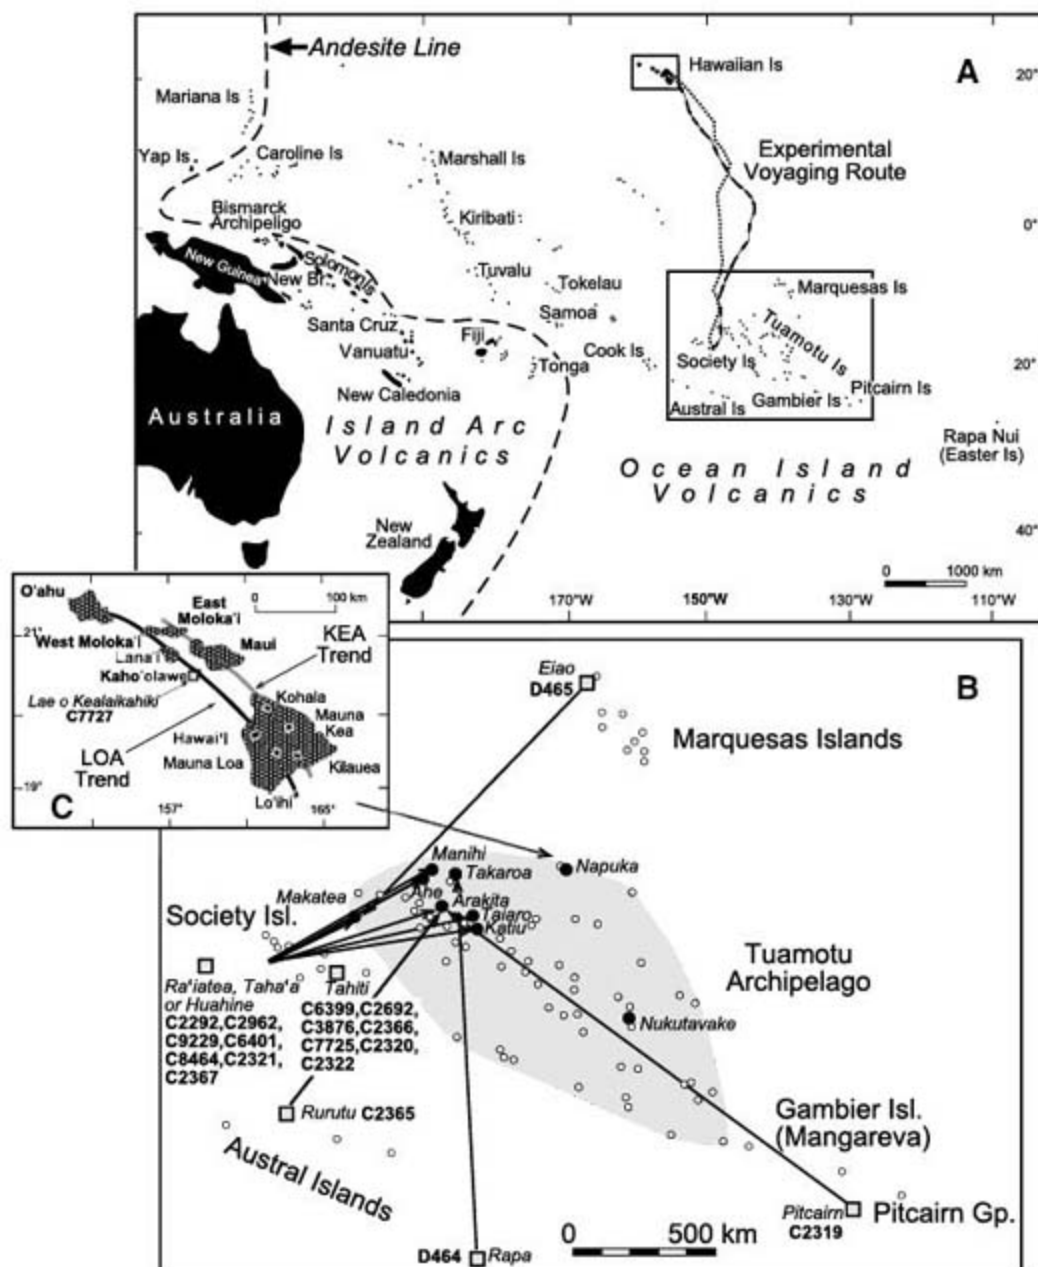 Andesite Line
A
Hawaiian Is
20°
Mariana Is
Experimental
Voyaging Route
Yap Is
Caroline Is
Marshall Is
Bismarck
Archipeligo
Kiribati
0°
New Guinea
New Br.
Solomons
Tuvalu
Tokelau
Marquesas Is
Samoa
Santa Cruz
Fiji
Tuamotu Is
Vanuatu
Cook Is
Society Is
Tonga
20°
New Caledonia
Pitcairn Is
Gambier Is
Austral Is
Australia
Island Arc
Volcanics
Rapa Nui
(Easter Is)
Ocean Island
Volcanics
New
Zealand
40°
0 1000 km
170°W 150°W 130°W 110°W
O'ahu
East
Moloka'i
0 100 km
21°
West Moloka'i
Maui
KEA
Trend
Lana'i
Kaho'olawe
Lae o Kealaikahiki
C7727
Kohala
Mauna
Kea
Hawai'i
LOA
Trend
Mauna Loa
Kilauea
19°
Lo'ihi
C
157°
165°
B
Eiao
D465
Marquesas Islands
Manihi
Takaroa
Napuka
Makatea
Ahe
Arakita
Taiaro
Katiu
Society Isl.
Tuamotu
Archipelago
Ra'iatea, Taha'a
or Huahine
C2292,C2962,
C9229,C6401,
C8464,C2321,
C2367
Tahiti
C6399,C2692,
C3876,C2366,
C7725,C2320,
C2322
Nukutavake
Rurutu C2365
Gambier Isl.
(Mangareva)
Austral Islands
Pitcairn
C2319
Pitcairn Gp.
0 500 km
D464 Rapa